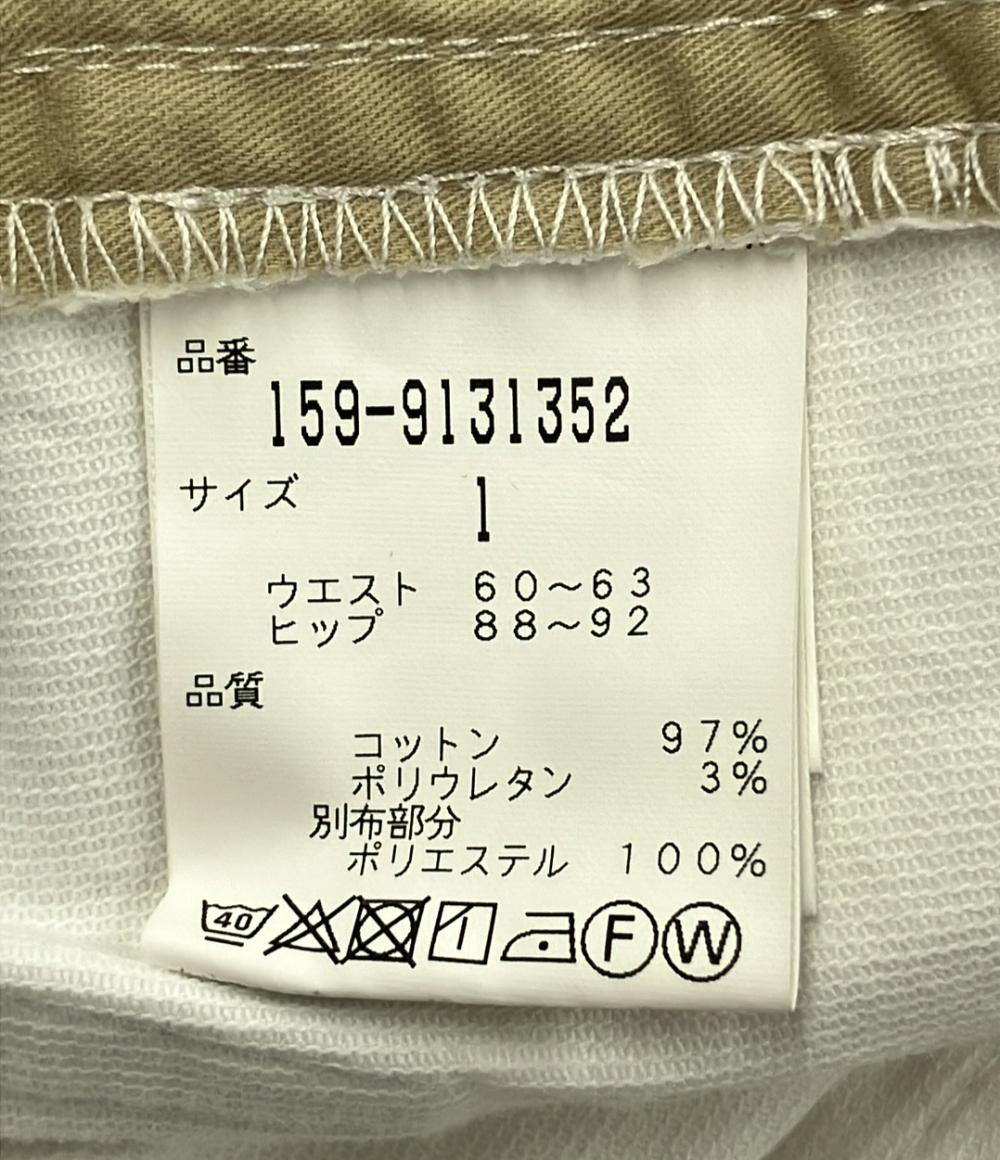 品番
159-9131352
サイズ 1
ウエスト 60~63
ヒップ 88~92
品質
コットン 97%
ポリウレタン 3%
別布部分
ポリエステル 100%
40 F W